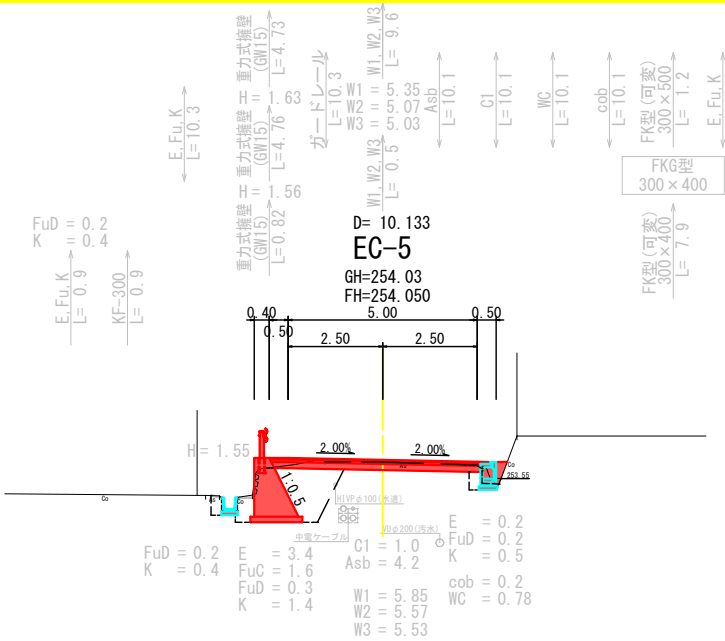 重力式擁壁
(GW15)
L= 4.73
H = 1.63
重力式擁壁
(GW15)
L=4.76
H = 1.56
重力式擁壁
(GW15)
L=0.82
ガードレール
L=10.3
W1, W2, W3
L= 9.6
W1 = 5.35
W2 = 5.07
W3 = 5.03
W1, W2, W3
L= 0.5
Asb
L=10.1
C1
L=10.1
WC
L=10.1
cob
L=10.1
FK型(可変)
300×500
L= 1.2
E, Fu, K
FKG型
300×400
FK型(可変)
300×400
L= 7.9
E, Fu, K
L=10.3
FuD = 0.2
K = 0.4
E, Fu, K
L= 0.9
KF-300
L= 0.9
D= 10.133
EC-5
GH=254.03
FH=254.050
0.40
5.00
0.50
0.50
2.50
2.50
H = 1.55
2.00%
2.00%
As
Co
253.55
1:0.5
Co
Co
HIVPφ100(水道)
中電ケーブル
VUφ200(汚水)
FuD = 0.2
K = 0.4
E = 3.4
FuC = 1.6
FuD = 0.3
K = 1.4
C1 = 1.0
Asb = 4.2
W1 = 5.85
W2 = 5.57
W3 = 5.53
E = 0.2
FuD = 0.2
K = 0.5
cob = 0.2
WC = 0.78